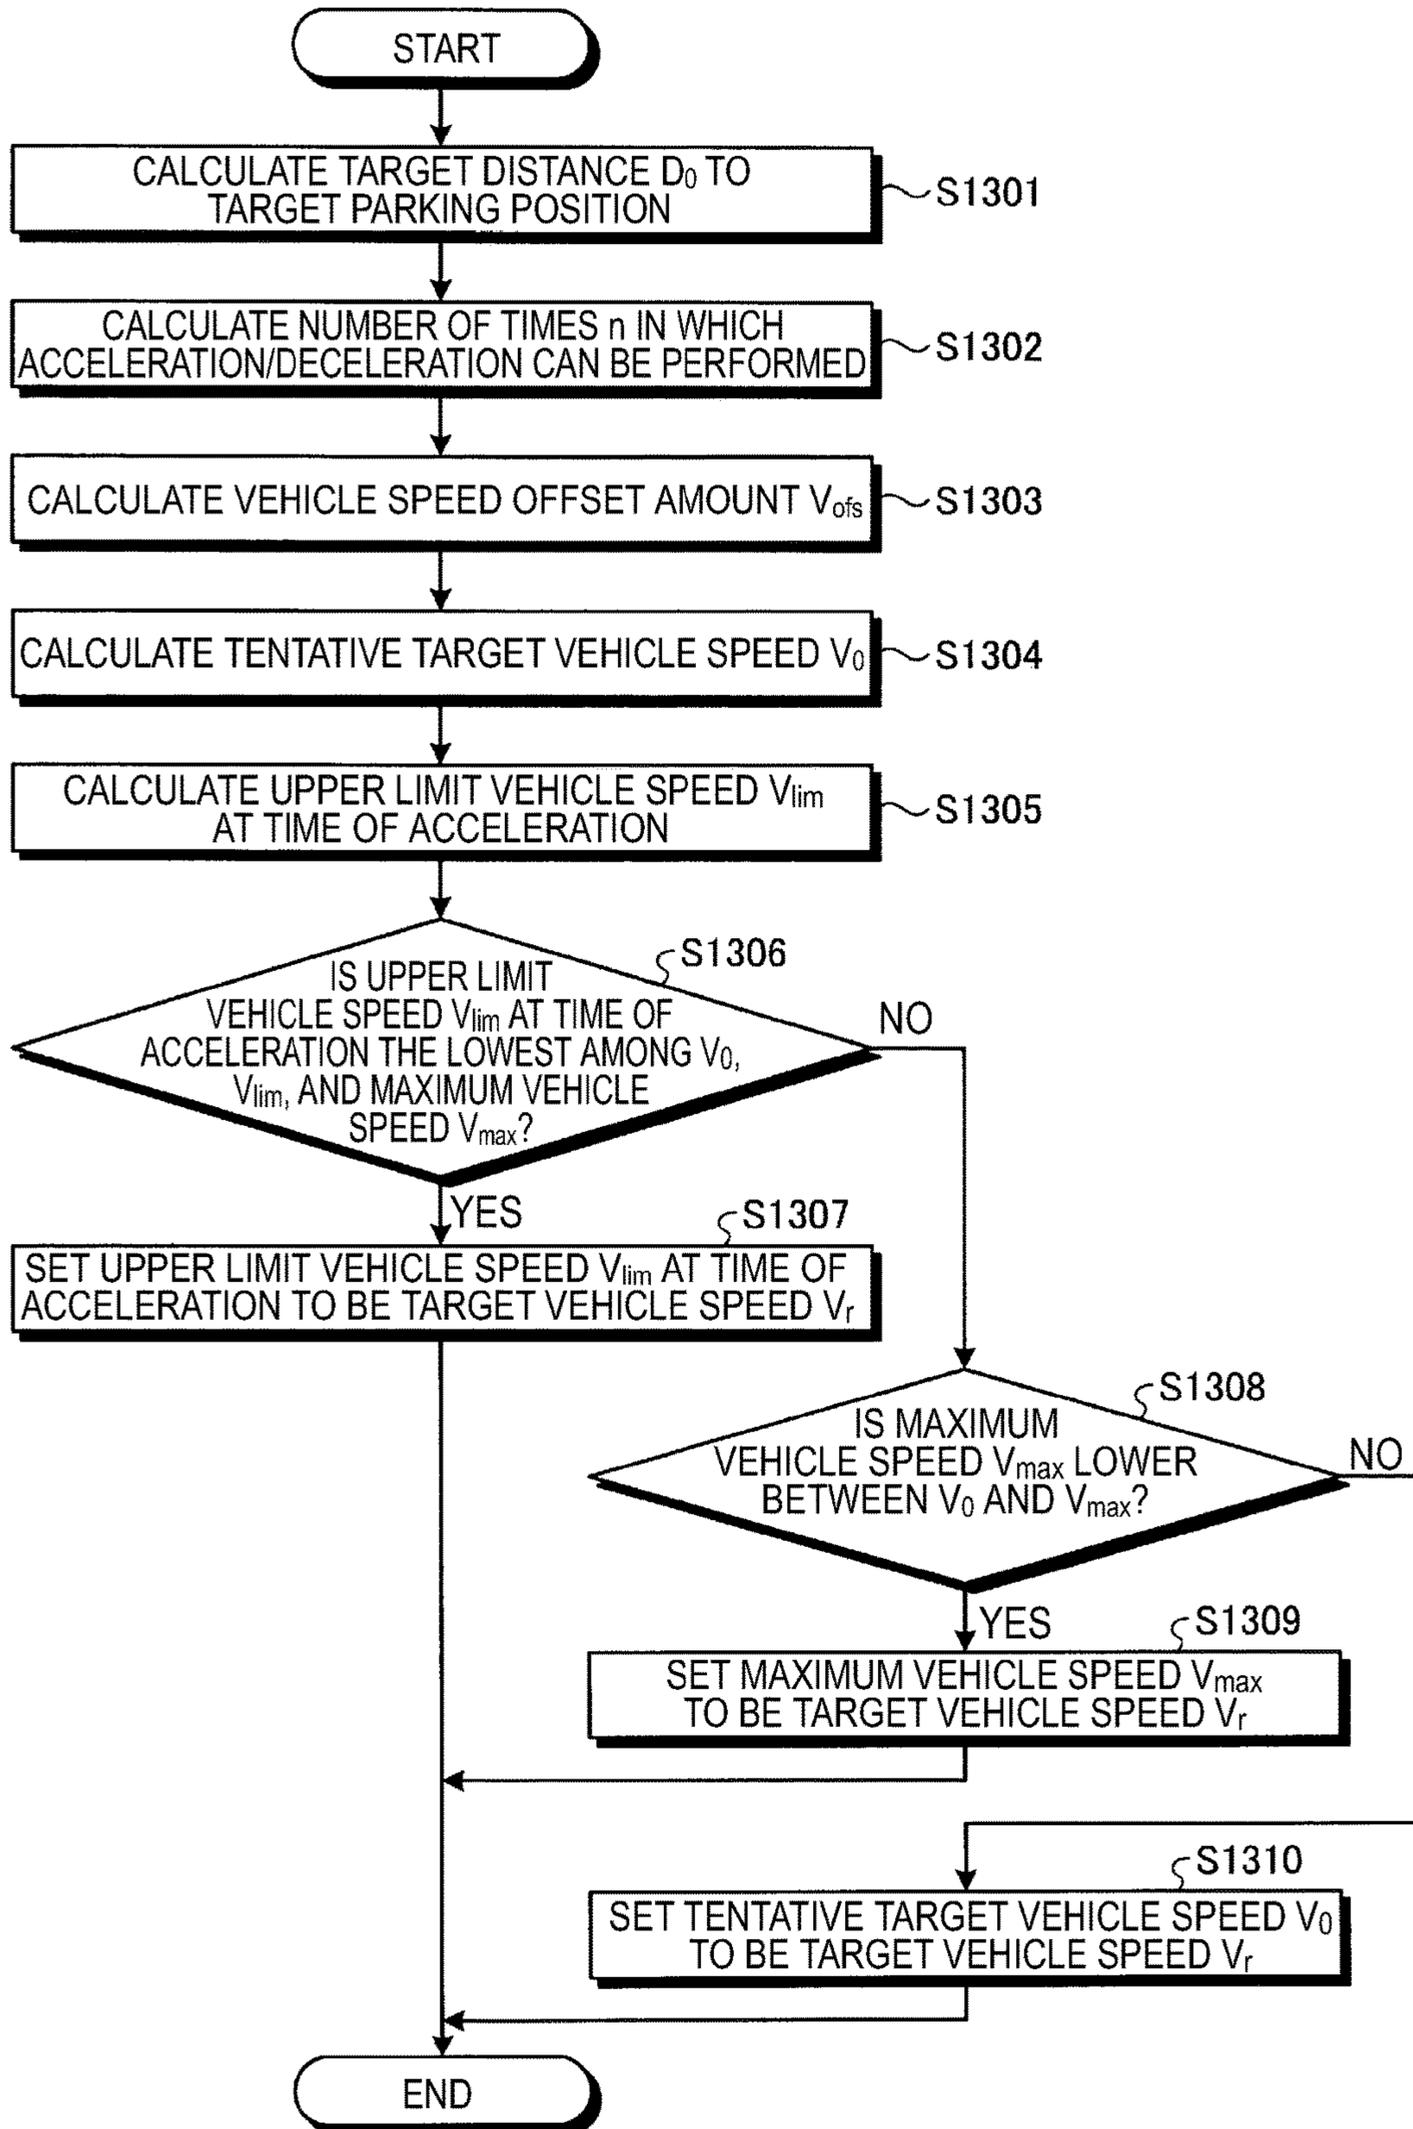 START
CALCULATE TARGET DISTANCE D0 TO
TARGET PARKING POSITION
S1301
CALCULATE NUMBER OF TIMES n IN WHICH
ACCELERATION/DECELERATION CAN BE PERFORMED
S1302
CALCULATE VEHICLE SPEED OFFSET AMOUNT Vofs
S1303
CALCULATE TENTATIVE TARGET VEHICLE SPEED V0
S1304
CALCULATE UPPER LIMIT VEHICLE SPEED Vlim
AT TIME OF ACCELERATION
S1305
S1306
IS UPPER LIMIT
VEHICLE SPEED Vlim AT TIME OF
ACCELERATION THE LOWEST AMONG V0,
Vlim, AND MAXIMUM VEHICLE
SPEED Vmax?
NO
YES
S1307
SET UPPER LIMIT VEHICLE SPEED Vlim AT TIME OF
ACCELERATION TO BE TARGET VEHICLE SPEED Vr
S1308
IS MAXIMUM
VEHICLE SPEED Vmax LOWER
BETWEEN V0 AND Vmax?
NO
YES
S1309
SET MAXIMUM VEHICLE SPEED Vmax
TO BE TARGET VEHICLE SPEED Vr
S1310
SET TENTATIVE TARGET VEHICLE SPEED V0
TO BE TARGET VEHICLE SPEED Vr
END